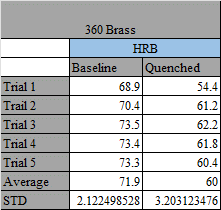 360 Brass
HRB
Baseline Quenched
Trial 1 68.9 54.4
Trail 2 70.4 61.2
Trial 3 73.5 62.2
Trial 4 73.4 61.8
Trial 5 73.3 60.4
Average 71.9 60
STD 2.122498528 3.203123476